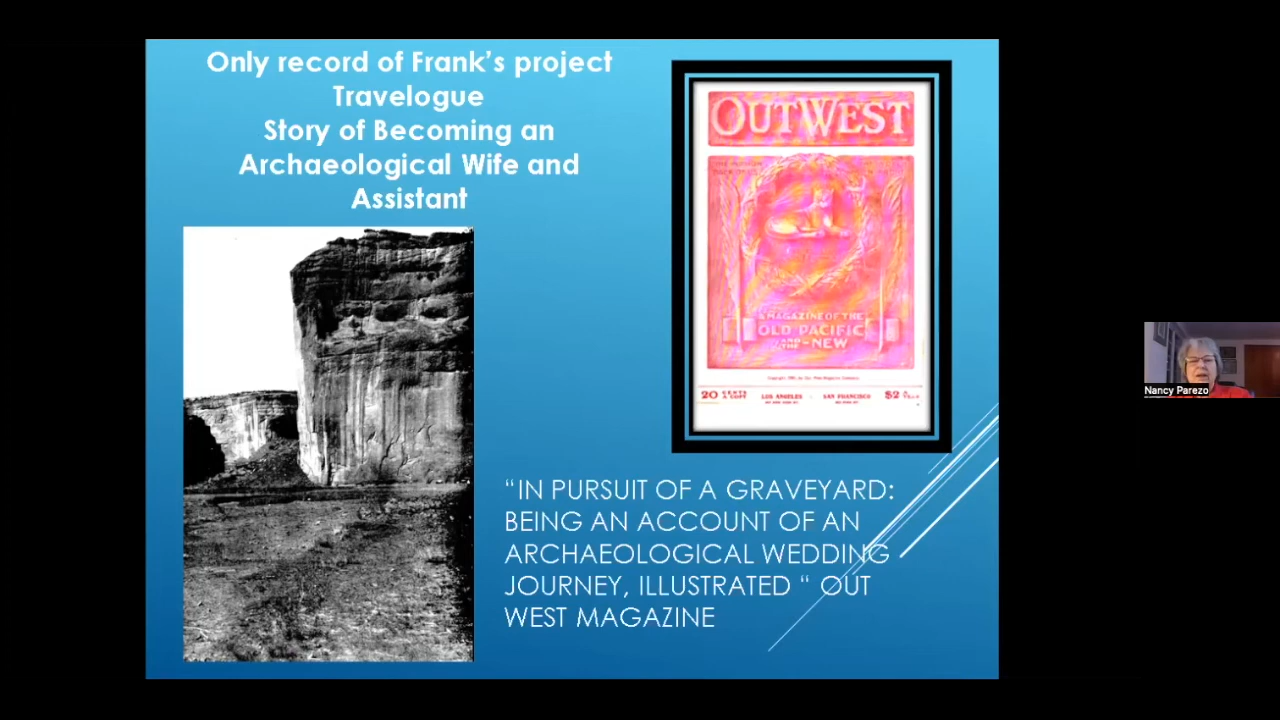 Only record of Frank's project
Travelogue
Story of Becoming an
Archaeological Wife and
Assistant
OUTWEST
A MAGAZINE OF THE
OLD PACIFIC
AND THE NEW
20 CENTS A COPY
LOS ANGELES
SAN FRANCISCO
$2 A YEAR
“IN PURSUIT OF A GRAVEYARD:
BEING AN ACCOUNT OF AN
ARCHAEOLOGICAL WEDDING
JOURNEY, ILLUSTRATED “ OUT
WEST MAGAZINE
Nancy Parezo